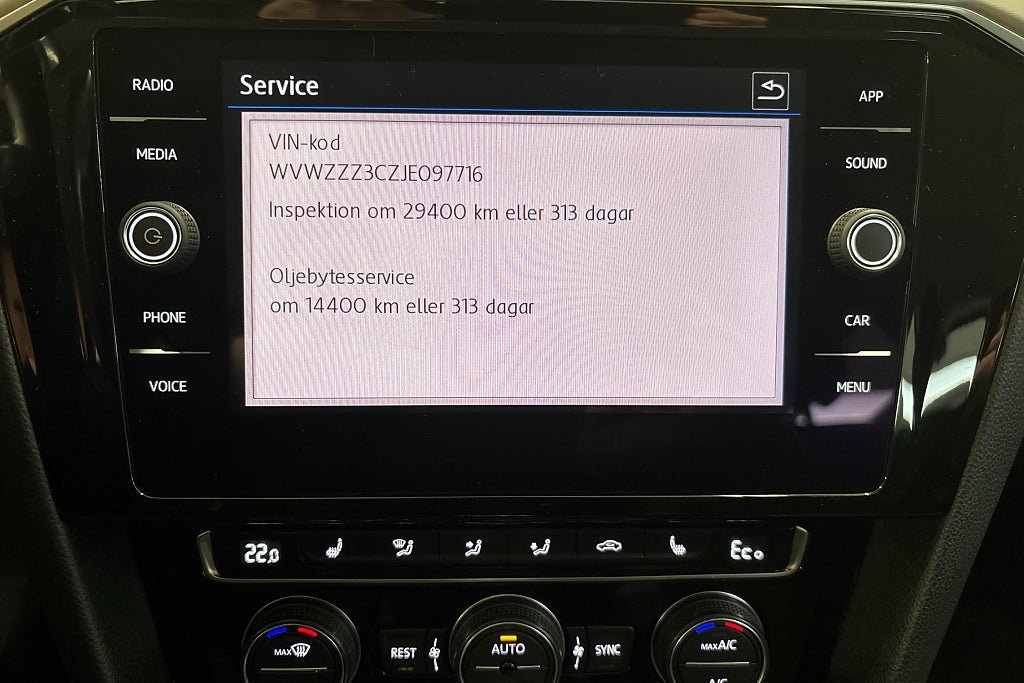 Service
RADIO
APP
MEDIA
SOUND
VIN-kod
WVWZZZ3CZJE097716
Inspektion om 29400 km eller 313 dagar
Oljebytesservice
om 14400 km eller 313 dagar
PHONE
CAR
VOICE
MENU
22.0
Eco
MAX
REST
AUTO
SYNC
MAX A/C
A/C